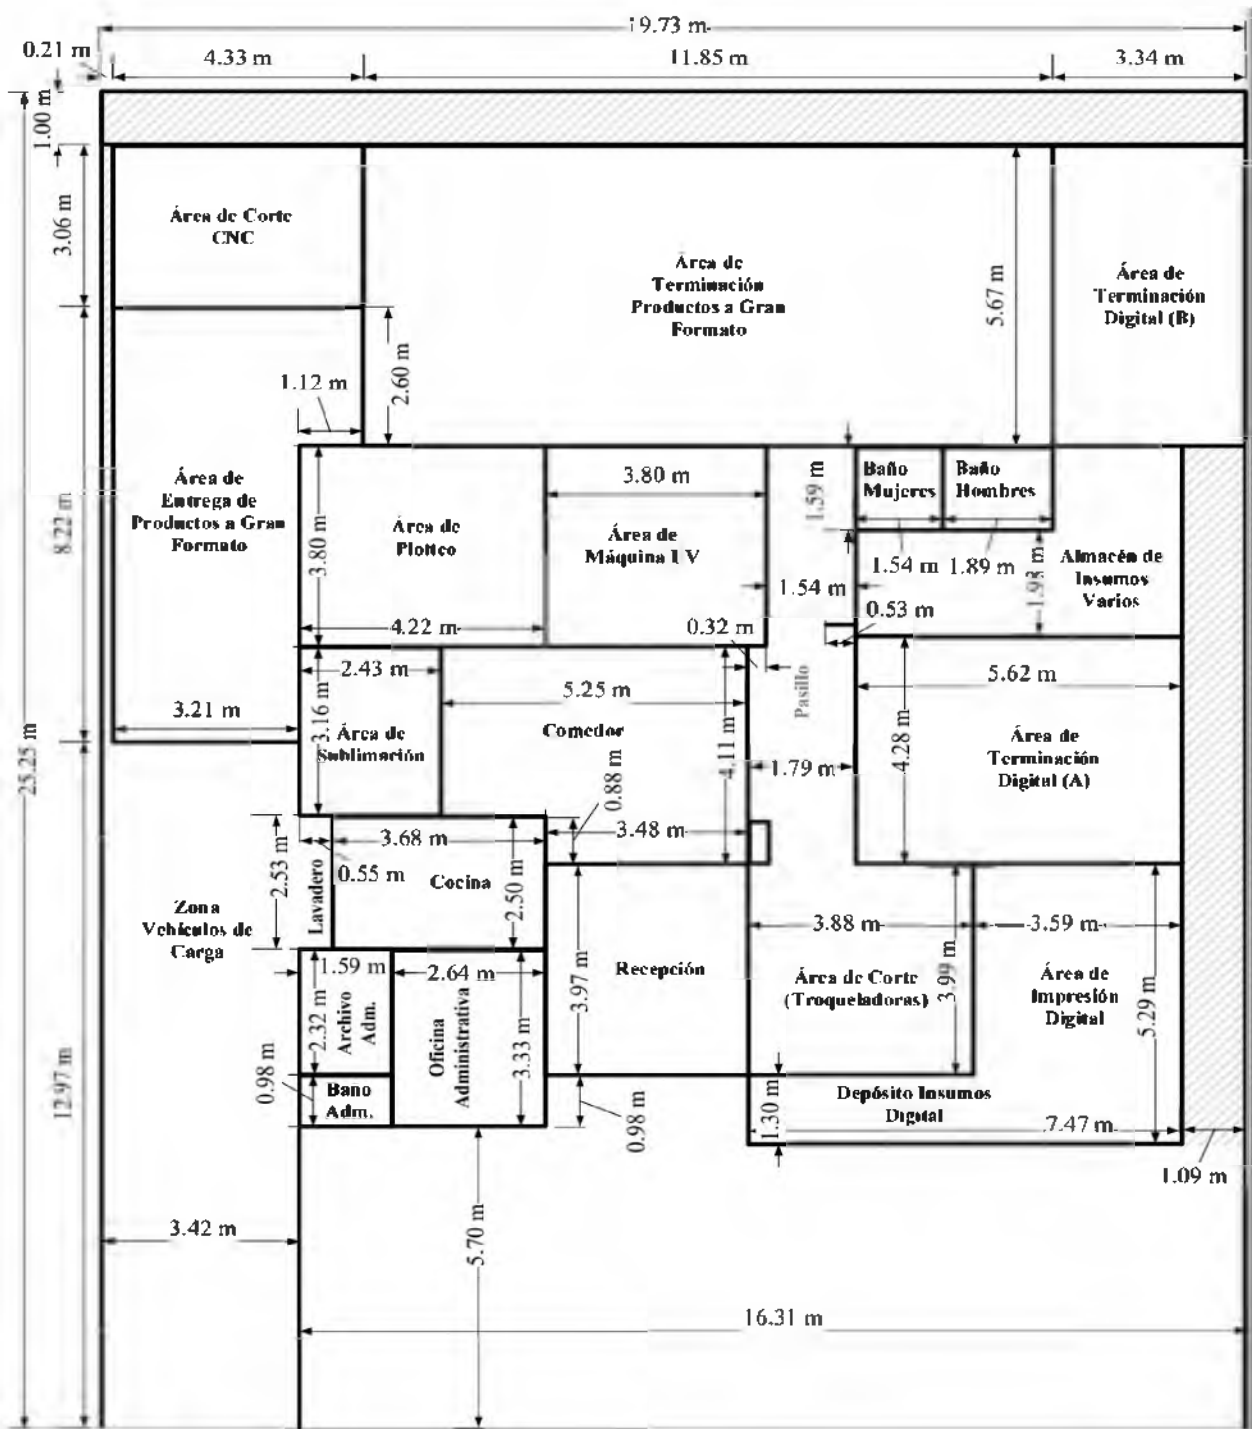 19.73 m
0.21 m
4.33 m
11.85 m
3.34 m
1.00 m
3.06 m
Área de Corte
CNC
Área de
Terminación
Productos a Gran
Formato
5.67 m
Área de
Terminación
Digital (B)
2.60 m
1.12 m
8.22 m
Área de
Entrega de
Productos a Gran
Formato
3.80 m
Área de
Plotteo
4.22 m
3.80 m
Área de
Máquina UV
1.59 m
Baño
Mujeres
Baño
Hombres
1.54 m
1.89 m
1.54 m
1.98 m
Almacén de
Insumos
Varios
0.53 m
0.32 m
Pasillo
25.25 m
3.21 m
2.43 m
3.16 m
Área de
Sublimación
5.25 m
Comedor
4.11 m
0.88 m
3.48 m
1.79 m
5.62 m
4.28 m
Área de
Terminación
Digital (A)
2.53 m
Lavadero
0.55 m
3.68 m
Cocina
2.50 m
Zona
Vehículos de
Carga
1.59 m
2.32 m
Archivo
Adm.
2.64 m
Oficina
Administrativa
3.33 m
3.97 m
Recepción
3.88 m
Área de Corte
(Troqueladoras)
3.99 m
3.59 m
Área de
Impresión
Digital
5.29 m
12.97 m
0.98 m
Bano
Adm.
0.98 m
1.30 m
Depósito Insumos
Digital
7.47 m
1.09 m
3.42 m
5.70 m
16.31 m